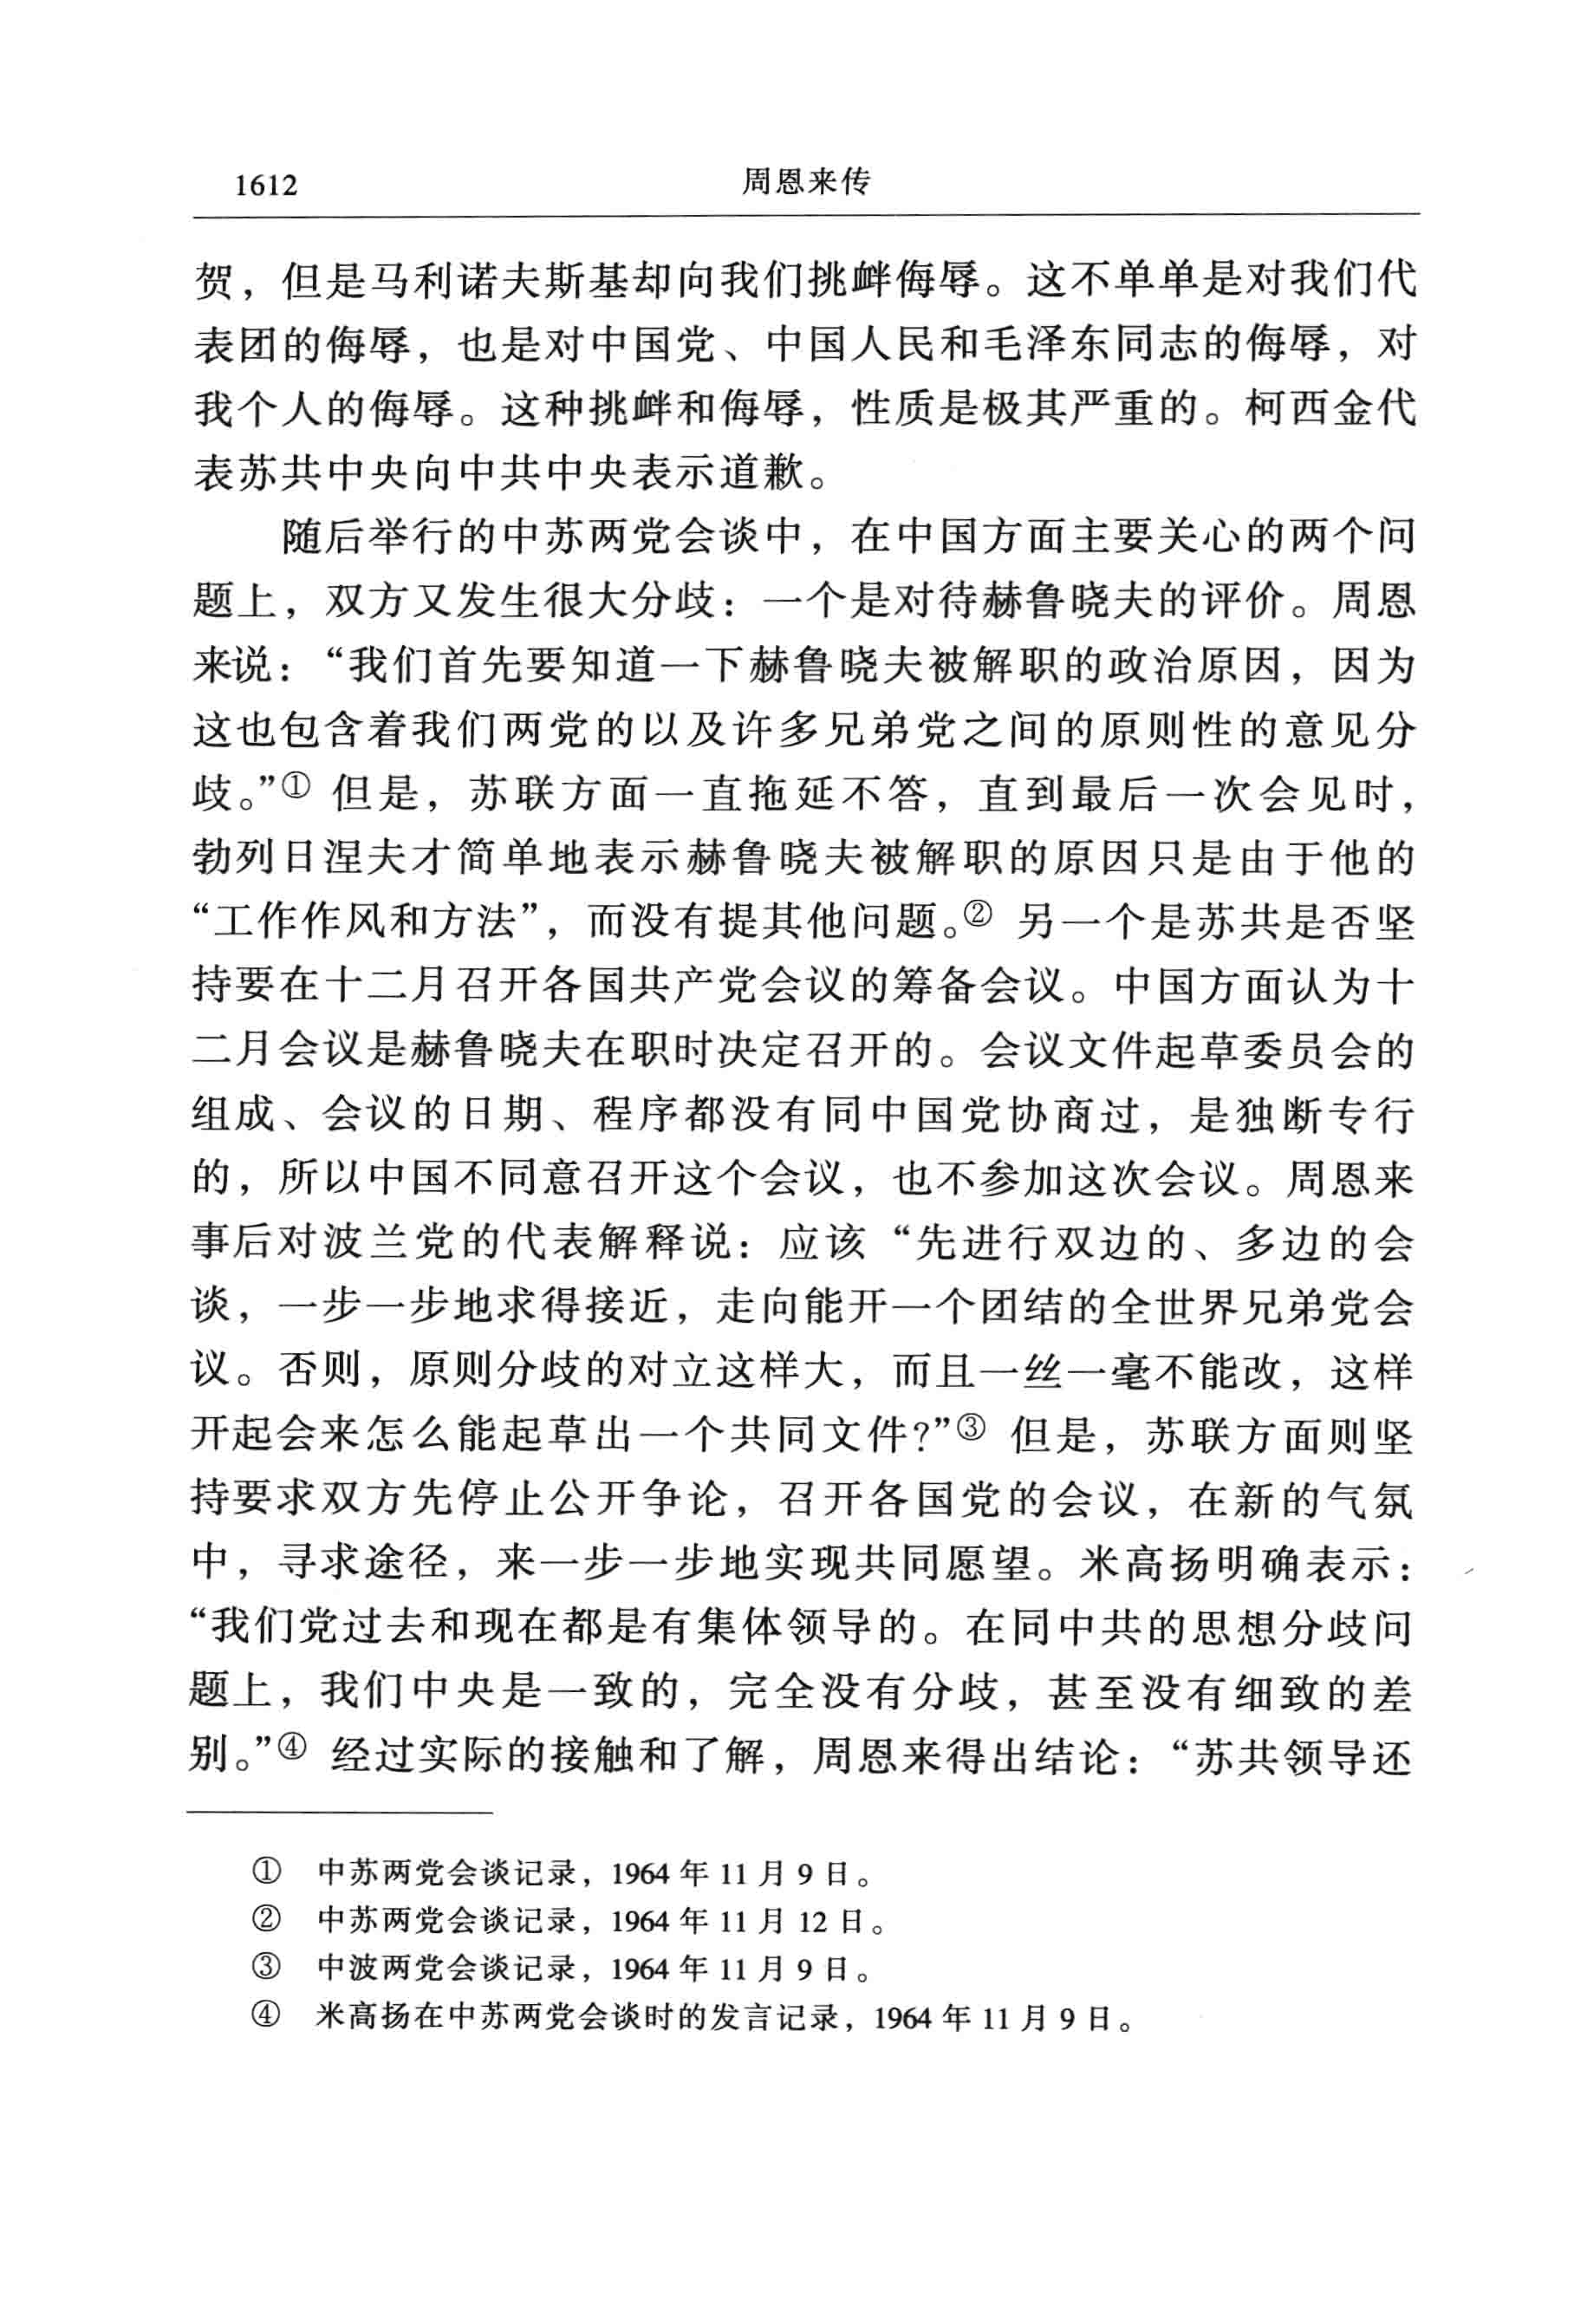 1612
周恩来传
贺，但是马利诺夫斯基却向我们挑衅侮辱。这不单单是对我们代
表团的侮辱，也是对中国党、中国人民和毛泽东同志的侮辱，对
我个人的侮辱。这种挑衅和侮辱，性质是极其严重的。柯西金代
表苏共中央向中共中央表示道歉。
随后举行的中苏两党会谈中，在中国方面主要关心的两个问
题上，双方又发生很大分歧：一个是对待赫鲁晓夫的评价。周恩
来说：“我们首先要知道一下赫鲁晓夫被解职的政治原因，因为
这也包含着我们两党的以及许多兄弟党之间的原则性的意见分
歧。”① 但是，苏联方面一直拖延不答，直到最后一次会见时，
勃列日涅夫才简单地表示赫鲁晓夫被解职的原因只是由于他的
“工作作风和方法”，而没有提其他问题。② 另一个是苏共是否坚
持要在十二月召开各国共产党会议的筹备会议。中国方面认为十
二月会议是赫鲁晓夫在职时决定召开的。会议文件起草委员会的
组成、会议的日期、程序都没有同中国党协商过，是独断专行
的，所以中国不同意召开这个会议，也不参加这次会议。周恩来
事后对波兰党的代表解释说：应该“先进行双边的、多边的会
谈，一步一步地求得接近，走向能开一个团结的全世界兄弟党会
议。否则，原则分歧的对立这样大，而且一丝一毫不能改，这样
开起会来怎么能起草出一个共同文件?”③ 但是，苏联方面则坚
持要求双方先停止公开争论，召开各国党的会议，在新的气氛
中，寻求途径，来一步一步地实现共同愿望。米高扬明确表示：
“我们党过去和现在都是有集体领导的。在同中共的思想分歧问
题上，我们中央是一致的，完全没有分歧，甚至没有细致的差
别。”④ 经过实际的接触和了解，周恩来得出结论：“苏共领导还
① 中苏两党会谈记录，1964 年 11 月 9 日。
② 中苏两党会谈记录，1964 年 11 月 12 日。
③ 中波两党会谈记录，1964 年 11 月 9 日。
④ 米高扬在中苏两党会谈时的发言记录，1964 年 11 月 9 日。